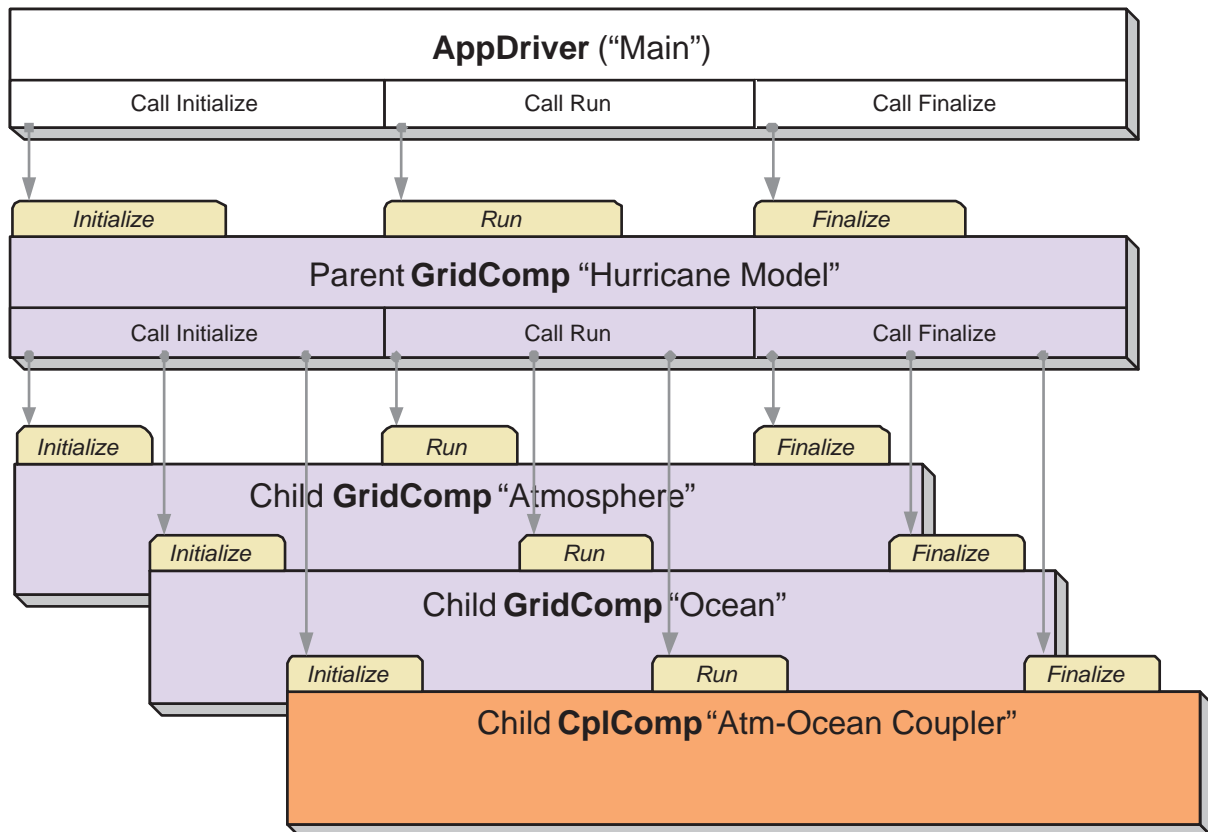 AppDriver (“Main”)
Call Initialize
Call Run
Call Finalize
Initialize
Run
Finalize
Parent GridComp “Hurricane Model”
Call Initialize
Call Run
Call Finalize
Initialize
Run
Finalize
Child GridComp “Atmosphere”
Initialize
Run
Finalize
Child GridComp “Ocean”
Initialize
Run
Finalize
Child CplComp “Atm-Ocean Coupler”